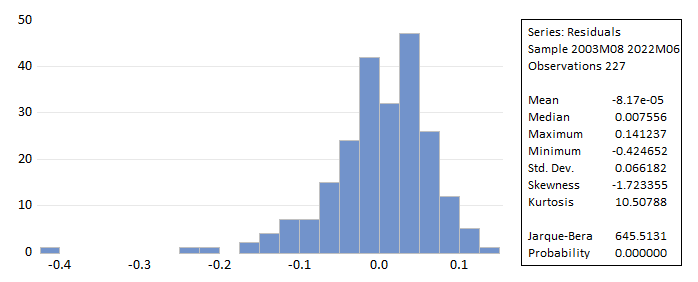 50
40
30
20
10
0
-0.4 -0.3 -0.2 -0.1 0.0 0.1
Series: Residuals
Sample 2003M08 2022M06
Observations 227
Mean -8.17e-05
Median 0.007556
Maximum 0.141237
Minimum -0.424652
Std. Dev. 0.066182
Skewness -1.723355
Kurtosis 10.50788
Jarque-Bera 645.5131
Probability 0.000000